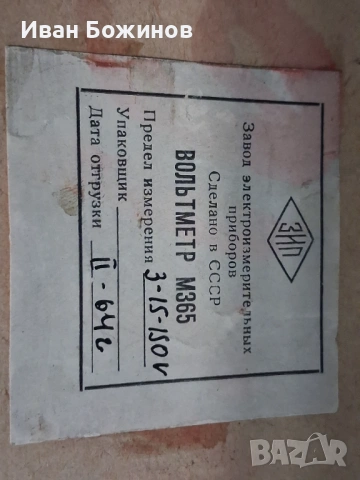 Иван Божинов
ЗИП
Завод электроизмерительных
приборов
Сделано в СССР
ВОЛЬТМЕТР М365
Предел измерения 3-15-150v
Упаковщик
Дата отгрузки II-64г
BAZAR